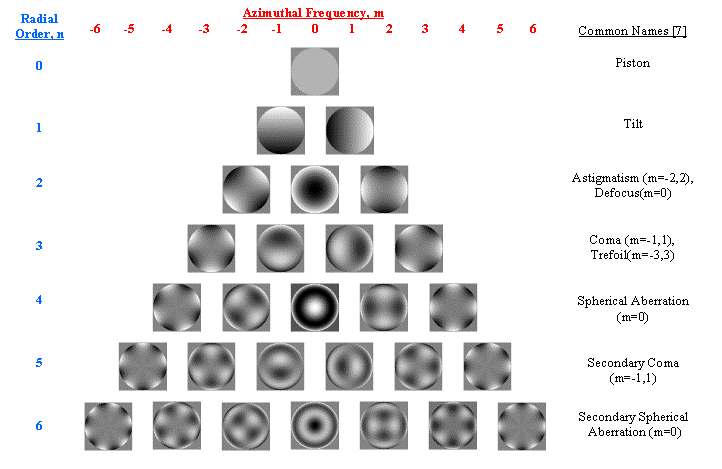 Azimuthal Frequency, m
Radial
Order, n
-6 -5 -4 -3 -2 -1 0 1 2 3 4 5 6
Common Names [7]
0
Piston
1
Tilt
2
Astigmatism (m=-2,2),
Defocus(m=0)
3
Coma (m=-1,1),
Trefoil(m=-3,3)
4
Spherical Aberration
(m=0)
5
Secondary Coma
(m=-1,1)
6
Secondary Spherical
Aberration (m=0)